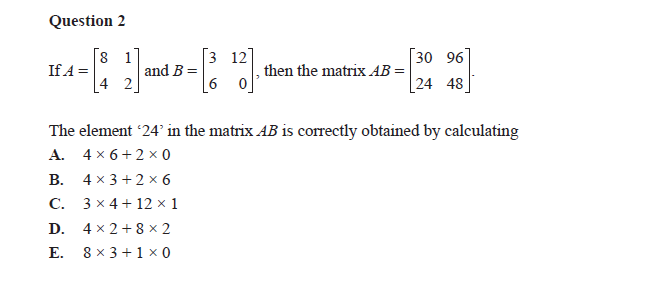 Question 2
If A = [8 1 4 2] and B = [3 12 6 0], then the matrix AB = [30 96 24 48].
The element ‘24’ in the matrix AB is correctly obtained by calculating
A. 4 × 6 + 2 × 0
B. 4 × 3 + 2 × 6
C. 3 × 4 + 12 × 1
D. 4 × 2 + 8 × 2
E. 8 × 3 + 1 × 0